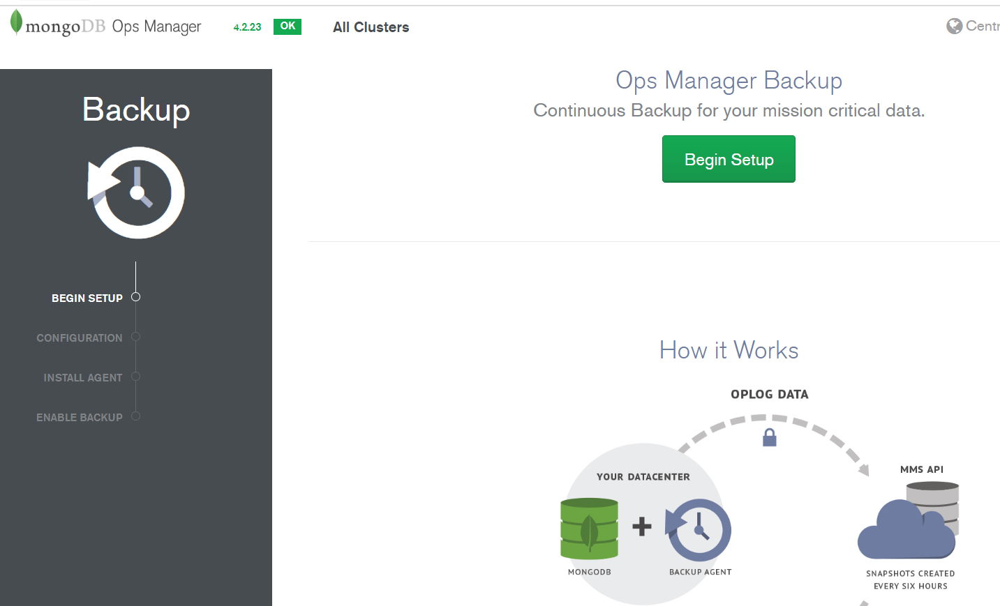 mongoDB Ops Manager 4.2.23 OK All Clusters Centr
Backup
BEGIN SETUP
CONFIGURATION
INSTALL AGENT
ENABLE BACKUP
Ops Manager Backup
Continuous Backup for your mission critical data.
Begin Setup
How it Works
OPLOG DATA
YOUR DATACENTER
MONGODB
BACKUP AGENT
MMS API
SNAPSHOTS CREATED
EVERY SIX HOURS